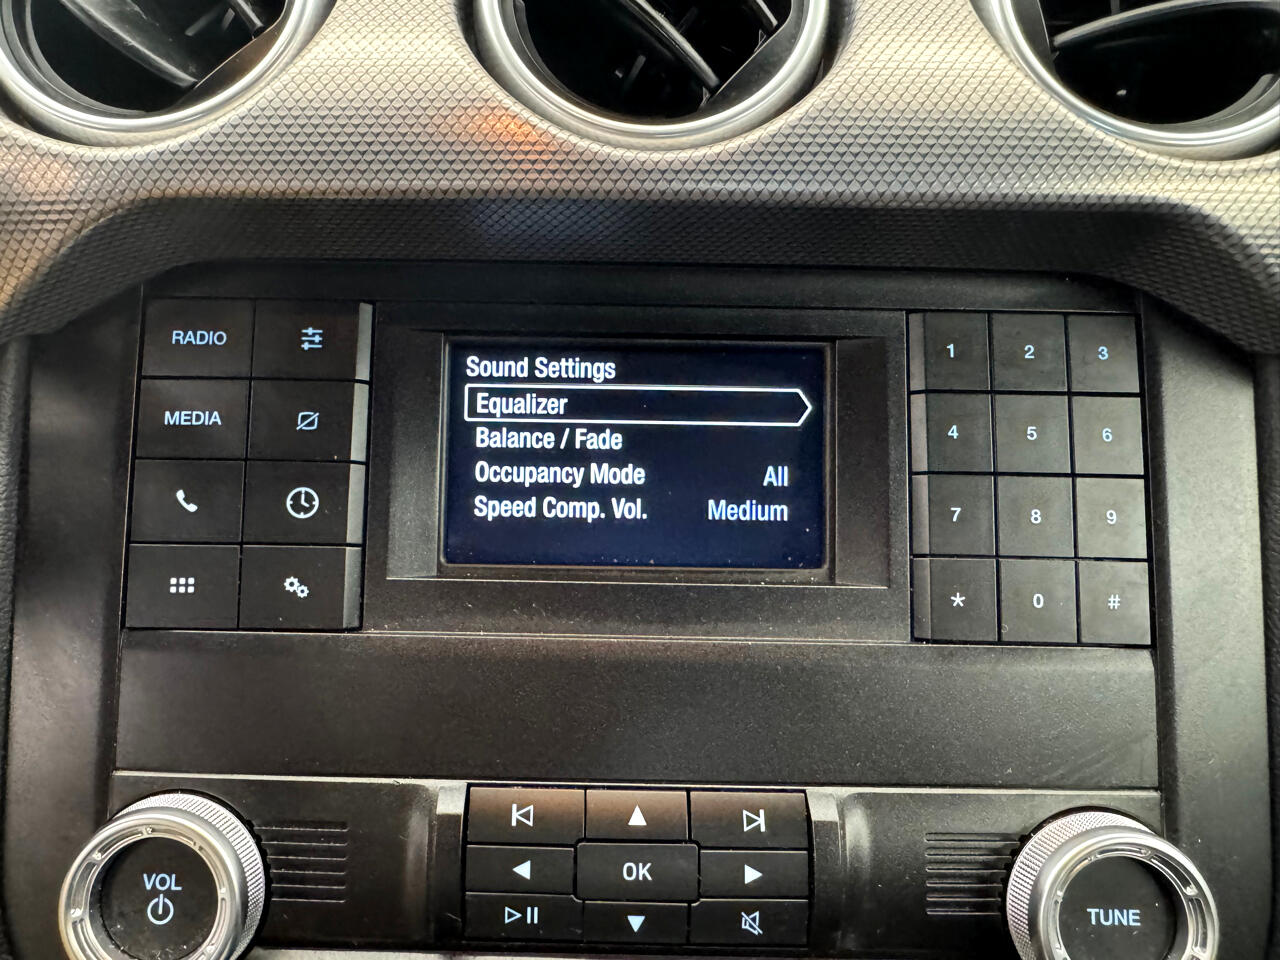 RADIO
MEDIA
Sound Settings
Equalizer
Balance / Fade
Occupancy Mode All
Speed Comp. Vol. Medium
1 2 3
4 5 6
7 8 9
* 0 #
VOL
OK
TUNE